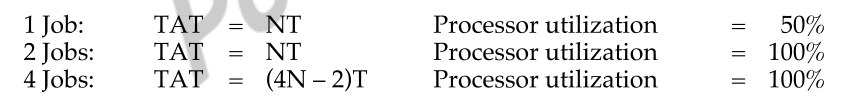 1 Job: TAT = NT Processor utilization = 50%
2 Jobs: TAT = NT Processor utilization = 100%
4 Jobs: TAT = (4N – 2)T Processor utilization = 100%